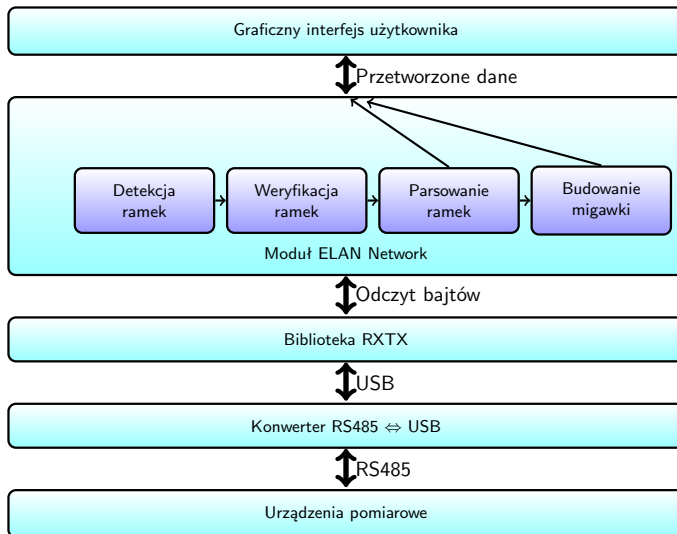 Graficzny interfejs użytkownika
Przetworzone dane
Detekcja
ramek
Weryfikacja
ramek
Parsowanie
ramek
Budowanie
migawki
Moduł ELAN Network
Odczyt bajtów
Biblioteka RXTX
USB
Konwerter RS485 ⇔ USB
RS485
Urządzenia pomiarowe